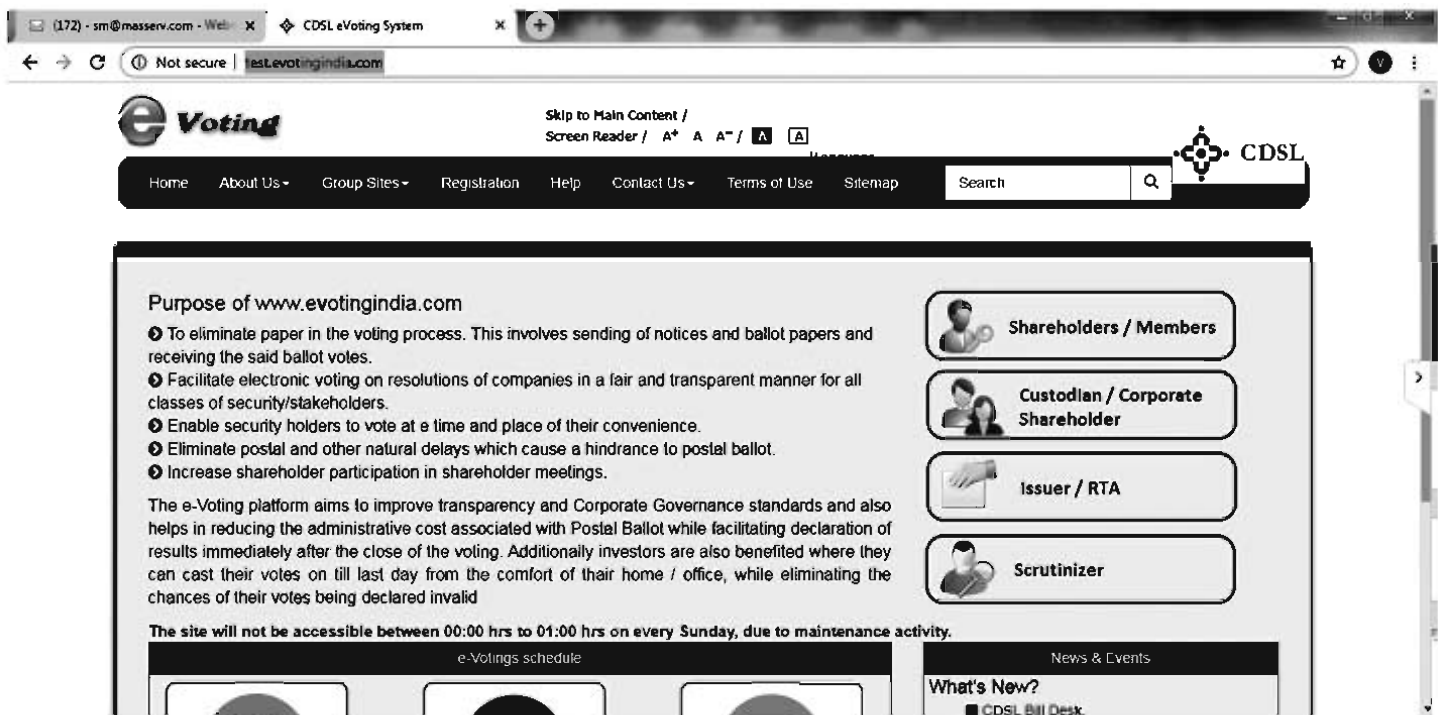 (172) - sm@masserv.com - Web
CDSL eVoting System
Not secure | test.evotingindia.com
V
e Voting
Skip to Main Content /
Screen Reader / A+ A A- / A A
CDSL
Home About Us Group Sites Registration Help Contact Us Terms of Use Sitemap Search
Purpose of www.evotingindia.com
To eliminate paper in the voting process. This involves sending of notices and ballot papers and
receiving the said ballot votes.
Facilitate electronic voting on resolutions of companies in a fair and transparent manner for all
classes of security/stakeholders.
Enable security holders to vote at e time and place of their convenience.
Eliminate postal and other natural delays which cause a hindrance to postal ballot.
Increase shareholder participation in shareholder meetings.
The e-Voting platform aims to improve transparency and Corporate Governance standards and also
helps in reducing the administrative cost associated with Postal Ballot while facilitating declaration of
results immediately after the close of the voting. Additionally investors are also benefited where they
can cast their votes on till last day from the comfort of thair home / office, while eliminating the
chances of their votes being declared invalid
Shareholders / Members
Custodian / Corporate
Shareholder
Issuer / RTA
Scrutinizer
The site will not be accessible between 00:00 hrs to 01:00 hrs on every Sunday, due to maintenance activity.
e-Votings schedule
News & Events
What's New?
CDSL Bill Desk.